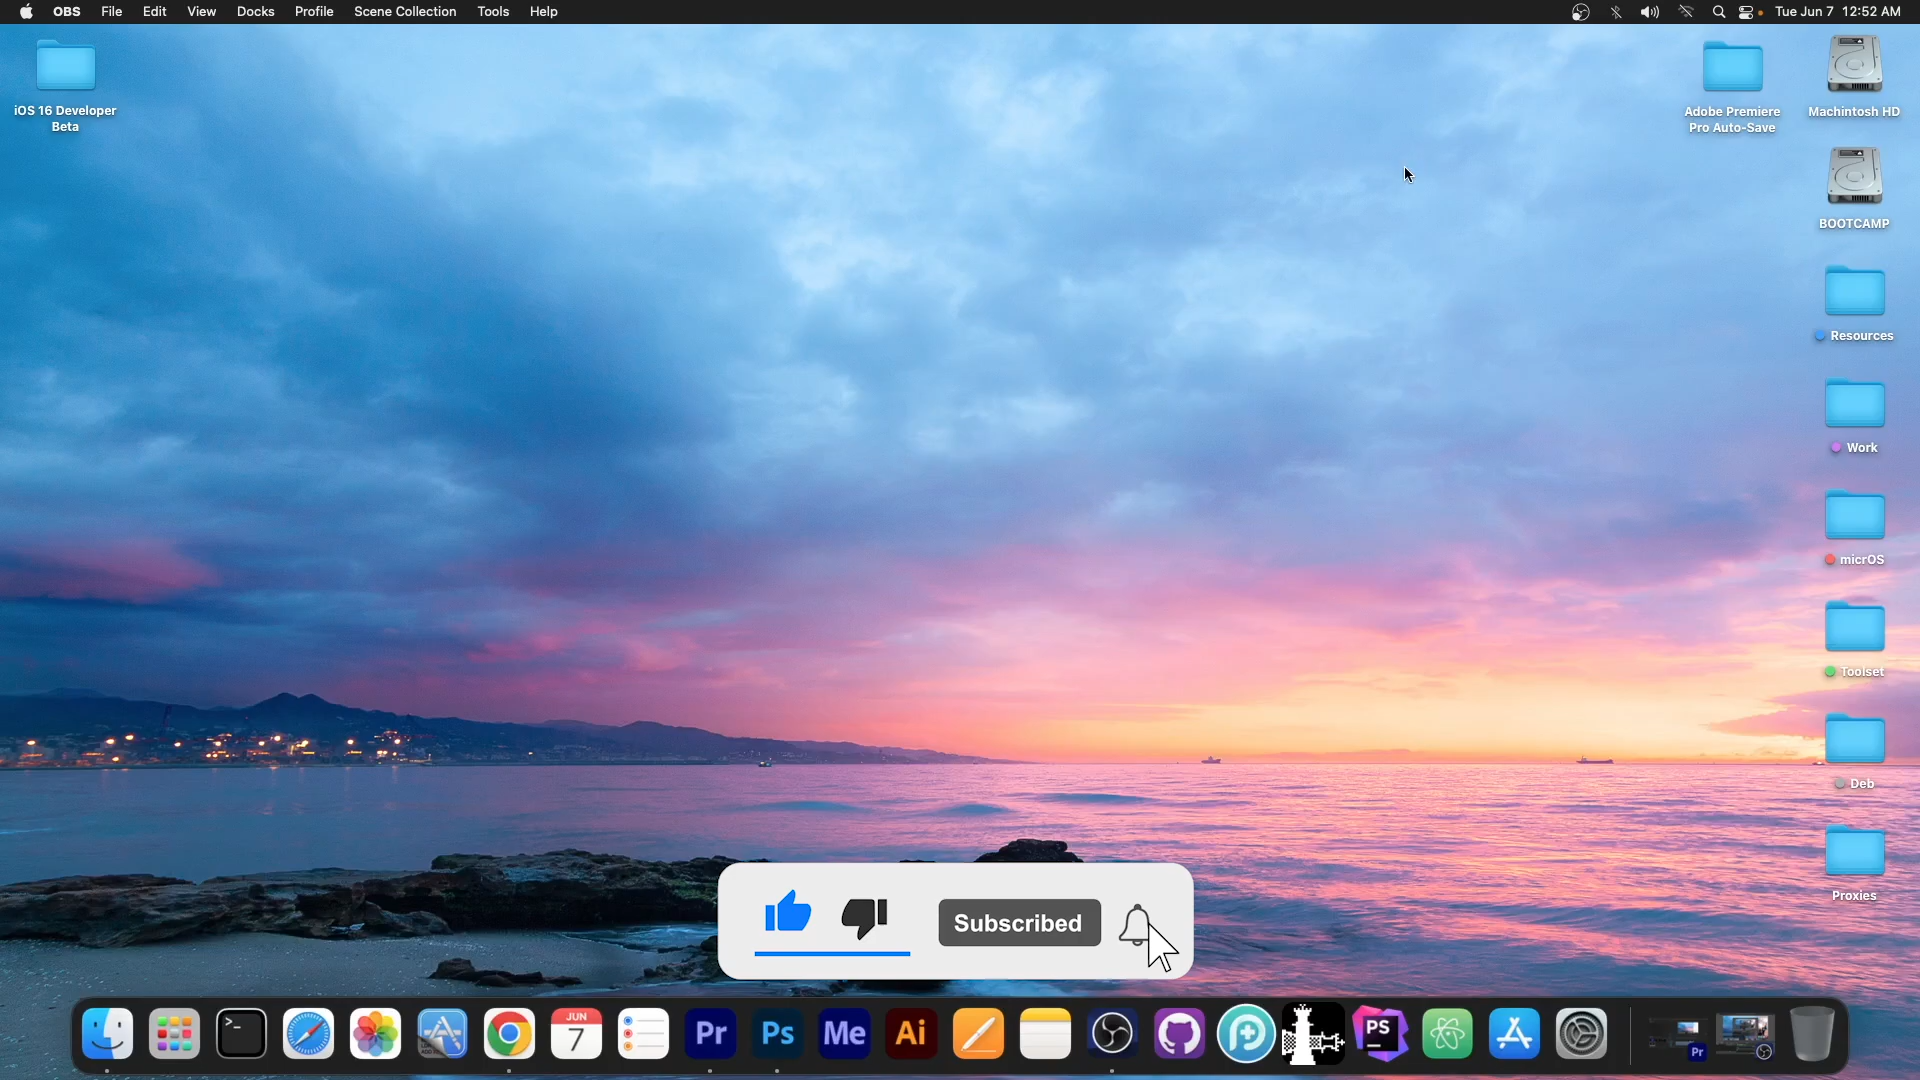 OBS File Edit View Docks Profile Scene Collection Tools Help Tue Jun 7 12:52 AM
iOS 16 Developer
Beta
Adobe Premiere
Pro Auto-Save
Machintosh HD
BOOTCAMP
Resources
Work
micrOS
Toolset
Deb
Proxies
Subscribed
>_
JUN
7
Pr
Ps
Me
Ai
PS
Pr